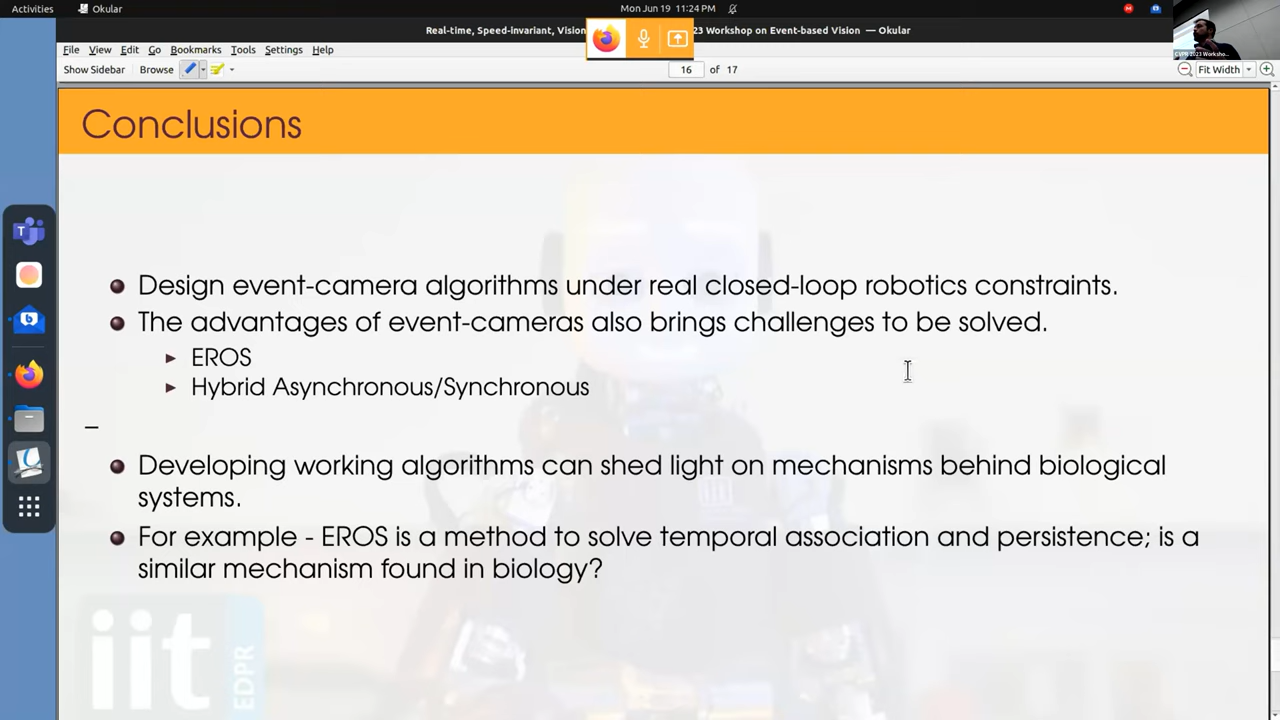 Activities
Okular
Mon Jun 19 11:24 PM
Real-time, Speed-invariant, Vision
23 Workshop on Event-based Vision — Okular
File View Edit Go Bookmarks Tools Settings Help
Show Sidebar Browse
16 of 17
Fit Width
CVPR 2023 Worksho...
Conclusions
Design event-camera algorithms under real closed-loop robotics constraints.
The advantages of event-cameras also brings challenges to be solved.
EROS
Hybrid Asynchronous/Synchronous
–
Developing working algorithms can shed light on mechanisms behind biological
systems.
For example - EROS is a method to solve temporal association and persistence; is a
similar mechanism found in biology?
iit
EDPR